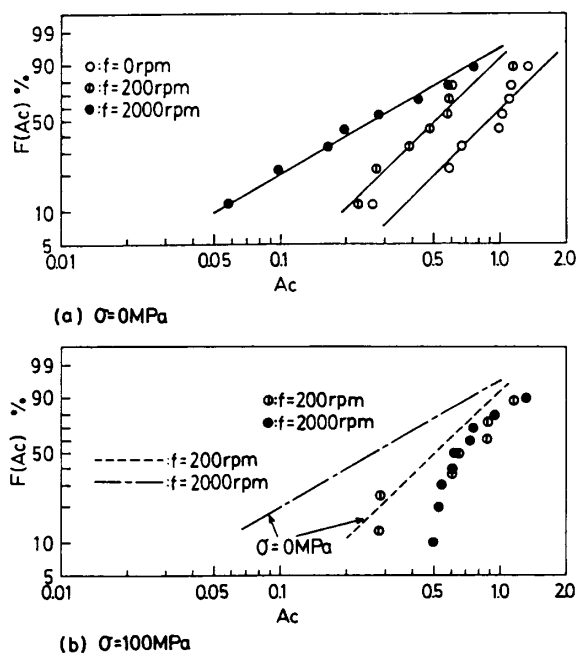 99
90
50
10
5
F(Ac) %
○:f=0rpm
⦶:f=200rpm
●:f=2000rpm
0.01 0.05 0.1 0.5 1.0 2.0
Ac
(a) σ=0MPa
99
90
50
10
5
F(Ac) %
⦶:f=200rpm
●:f=2000rpm
:f=200rpm
:f=2000rpm
σ=0MPa
0.01 0.05 0.1 0.5 1.0 2.0
Ac
(b) σ=100MPa